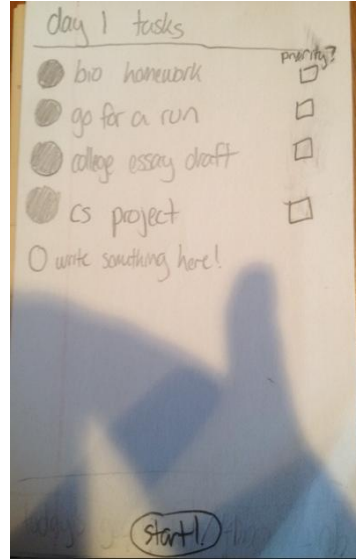 day 1 tasks
priority?
bio homework
go for a run
college essay draft
cs project
write something here!
start!